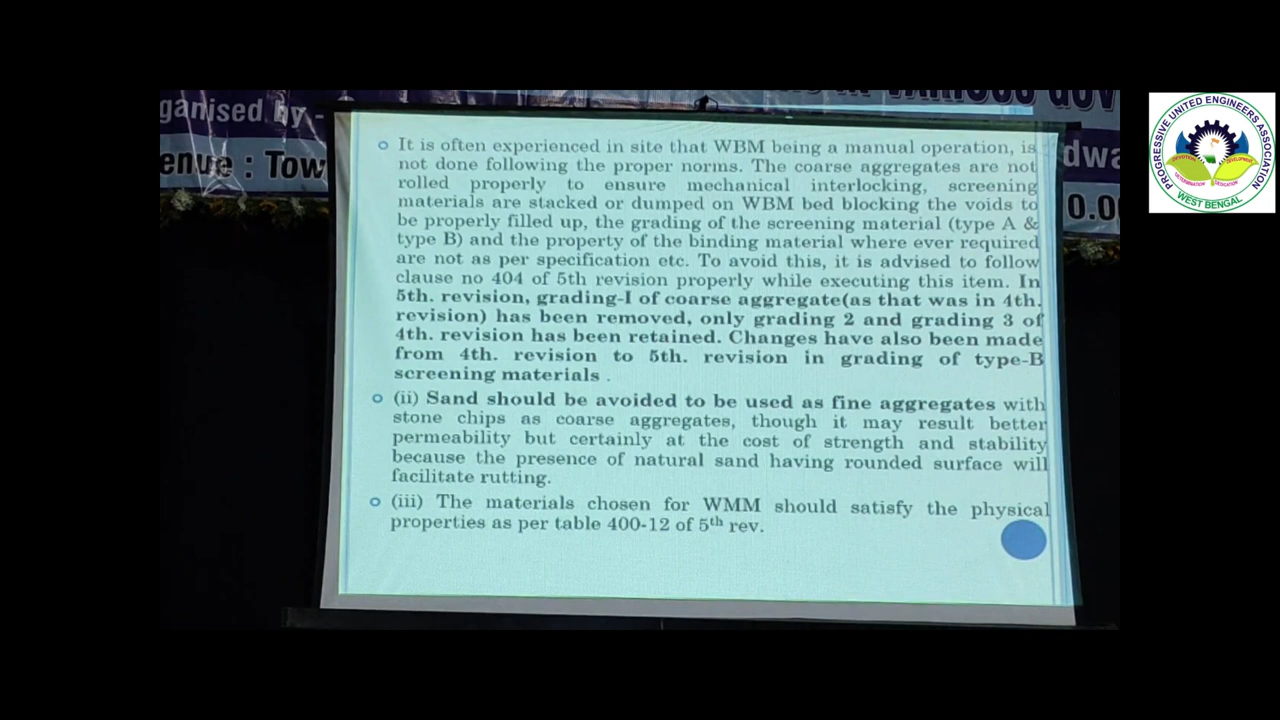 ganised by -
enue : Tow
dwa
0.0
It is often experienced in site that WBM being a manual operation, is
not done following the proper norms. The coarse aggregates are not
rolled properly to ensure mechanical interlocking, screening
materials are stacked or dumped on WBM bed blocking the voids to
be properly filled up, the grading of the screening material (type A &
type B) and the property of the binding material where ever required
are not as per specification etc. To avoid this, it is advised to follow
clause no 404 of 5th revision properly while executing this item. In
5th. revision, grading-I of coarse aggregate(as that was in 4th.
revision) has been removed, only grading 2 and grading 3 of
4th. revision has been retained. Changes have also been made
from 4th. revision to 5th. revision in grading of type-B
screening materials .
(ii) Sand should be avoided to be used as fine aggregates with
stone chips as coarse aggregates, though it may result better
permeability but certainly at the cost of strength and stability
because the presence of natural sand having rounded surface will
facilitate rutting.
(iii) The materials chosen for WMM should satisfy the physical
properties as per table 400-12 of 5th rev.
PROGRESSIVE UNITED ENGINEERS ASSOCIATION
DEVOTION
DEVELOPMENT
DETERMINATION
DEDICATION
WEST BENGAL